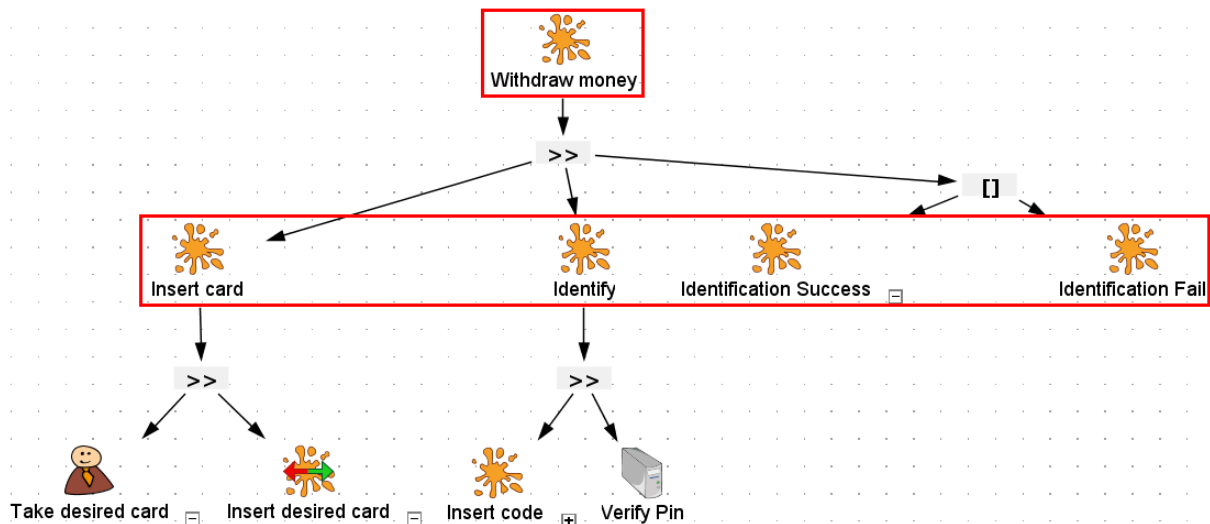 Withdraw money
>>
[]
Insert card
Identify
Identification Success
Identification Fail
>>
>>
Take desired card
Insert desired card
Insert code
Verify Pin